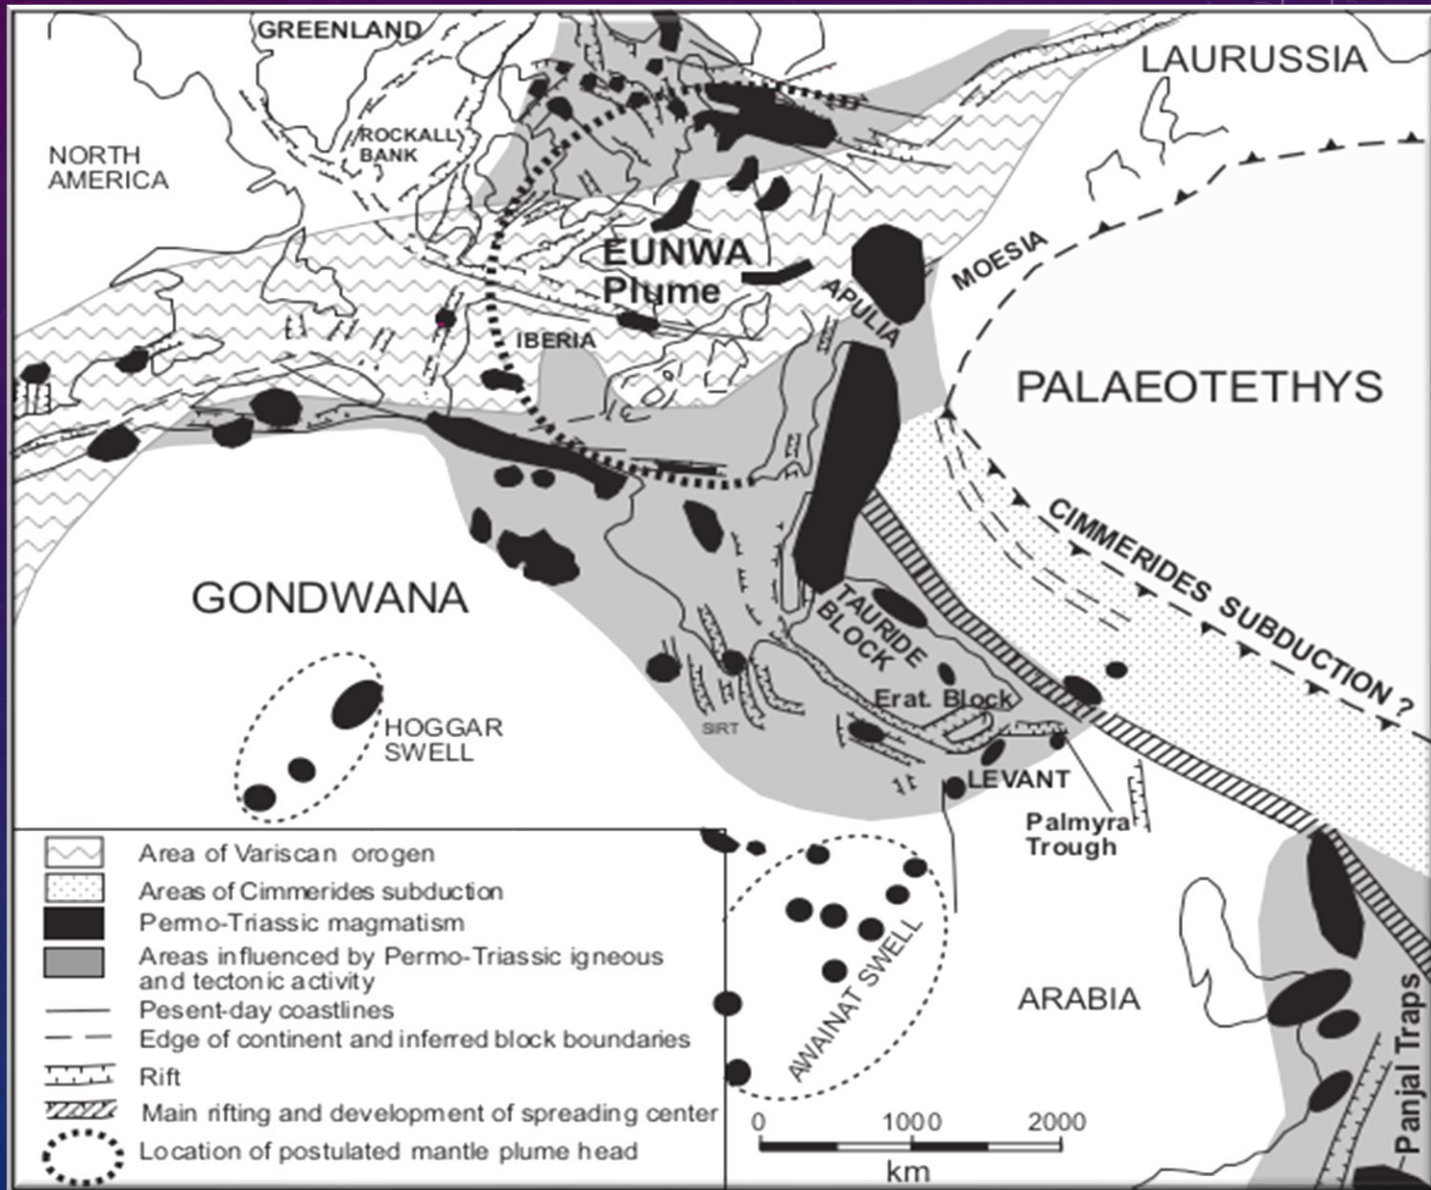 GREENLAND
LAURUSSIA
ROCKALL
BANK
NORTH
AMERICA
EUNWA
Plume
MOESIA
APULIA
IBERIA
PALAEOTETHYS
CIMMERIDES SUBDUCTION ?
GONDWANA
TAURIDE
BLOCK
Erat. Block
HOGGAR
SWELL
SIRT
LEVANT
Palmyra
Trough
AWAINAT SWELL
ARABIA
Panjal Traps
Area of Variscan orogen
Areas of Cimmerides subduction
Permo-Triassic magmatism
Areas influenced by Permo-Triassic igneous
and tectonic activity
Pesent-day coastlines
Edge of continent and inferred block boundaries
Rift
Main rifting and development of spreading center
Location of postulated mantle plume head
0 1000 2000
km